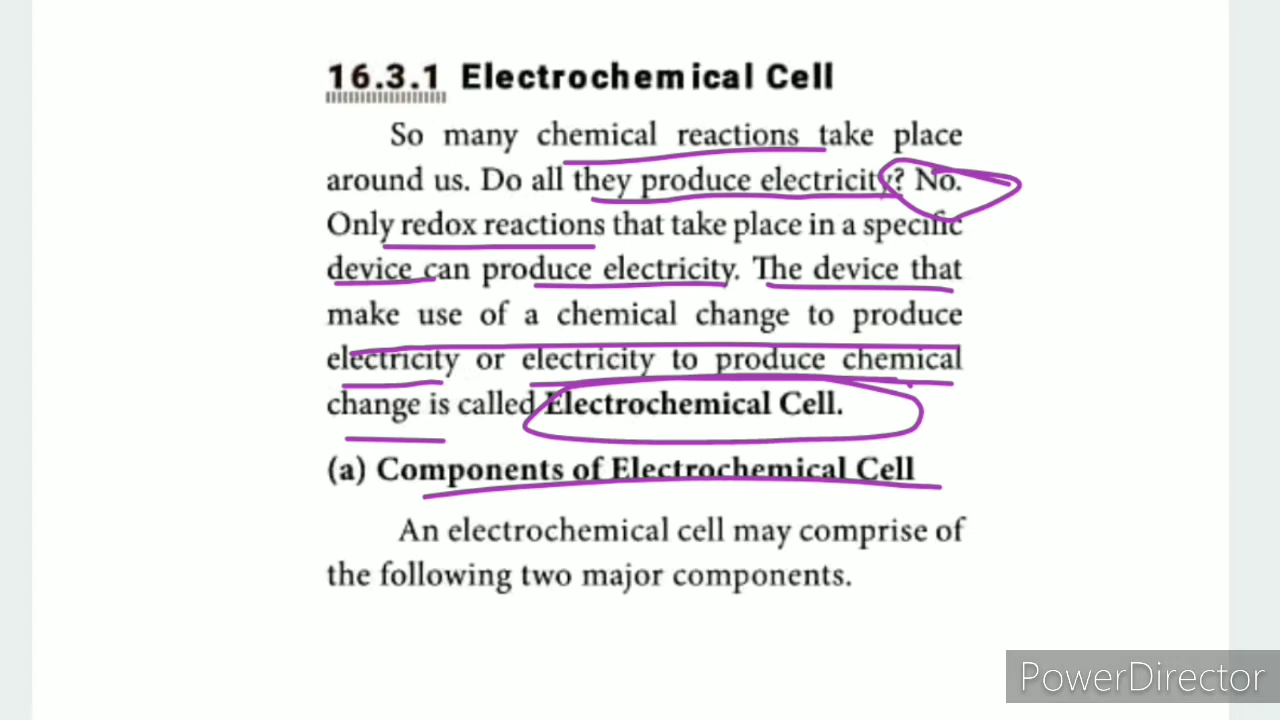 16.3.1 Electrochemical Cell
So many chemical reactions take place
around us. Do all they produce electricity? No.
Only redox reactions that take place in a specific
device can produce electricity. The device that
make use of a chemical change to produce
electricity or electricity to produce chemical
change is called Electrochemical Cell.
(a) Components of Electrochemical Cell
An electrochemical cell may comprise of
the following two major components.
PowerDirector